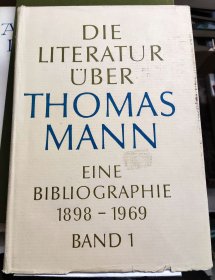 DIE
LITERATUR
ÜBER
THOMAS
MANN
EINE
BIBLIOGRAPHIE
1898 – 1969
BAND 1